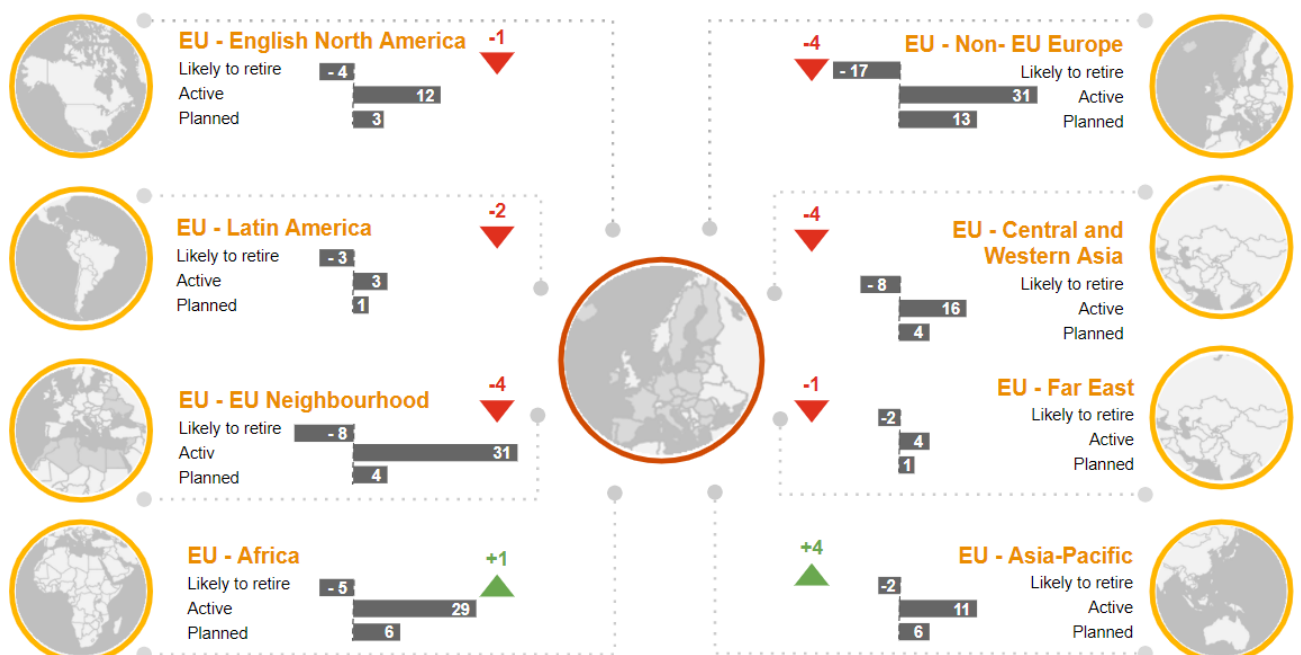 EU - English North America
-1
Likely to retire
- 4
Active
12
Planned
3
EU - Latin America
-2
Likely to retire
- 3
Active
3
Planned
1
EU - EU Neighbourhood
-4
Likely to retire
- 8
Activ
31
Planned
4
EU - Africa
+1
Likely to retire
- 5
Active
29
Planned
6
-4
EU - Non- EU Europe
- 17
Likely to retire
31
Active
13
Planned
-4
EU - Central and
Western Asia
- 8
Likely to retire
16
Active
4
Planned
-1
EU - Far East
-2
Likely to retire
4
Active
1
Planned
+4
EU - Asia-Pacific
-2
Likely to retire
11
Active
6
Planned